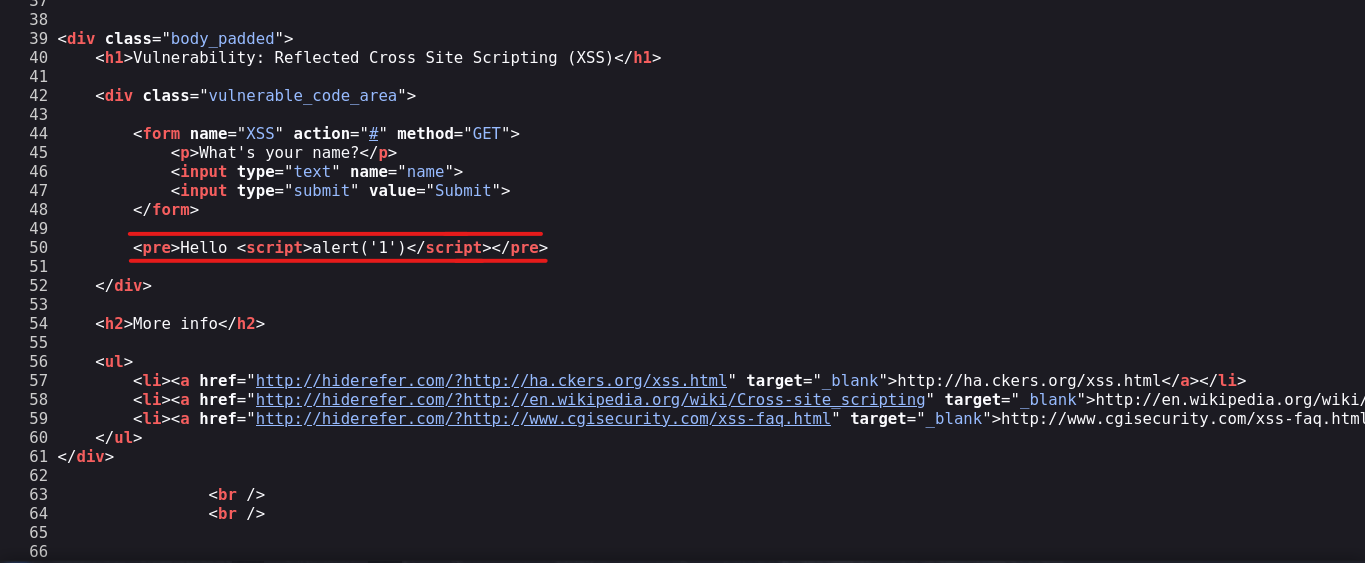 37
38
39 <div class="body_padded">
40 <h1>Vulnerability: Reflected Cross Site Scripting (XSS)</h1>
41
42 <div class="vulnerable_code_area">
43
44 <form name="XSS" action="#" method="GET">
45 <p>What's your name?</p>
46 <input type="text" name="name">
47 <input type="submit" value="Submit">
48 </form>
49
50 <pre>Hello <script>alert('1')</script></pre>
51
52 </div>
53
54 <h2>More info</h2>
55
56 <ul>
57 <li><a href="http://hiderefer.com/?http://ha.ckers.org/xss.html" target="_blank">http://ha.ckers.org/xss.html</a></li>
58 <li><a href="http://hiderefer.com/?http://en.wikipedia.org/wiki/Cross-site_scripting" target="_blank">http://en.wikipedia.org/wiki/
59 <li><a href="http://hiderefer.com/?http://www.cgisecurity.com/xss-faq.html" target="_blank">http://www.cgisecurity.com/xss-faq.html
60 </ul>
61 </div>
62
63 <br />
64 <br />
65
66